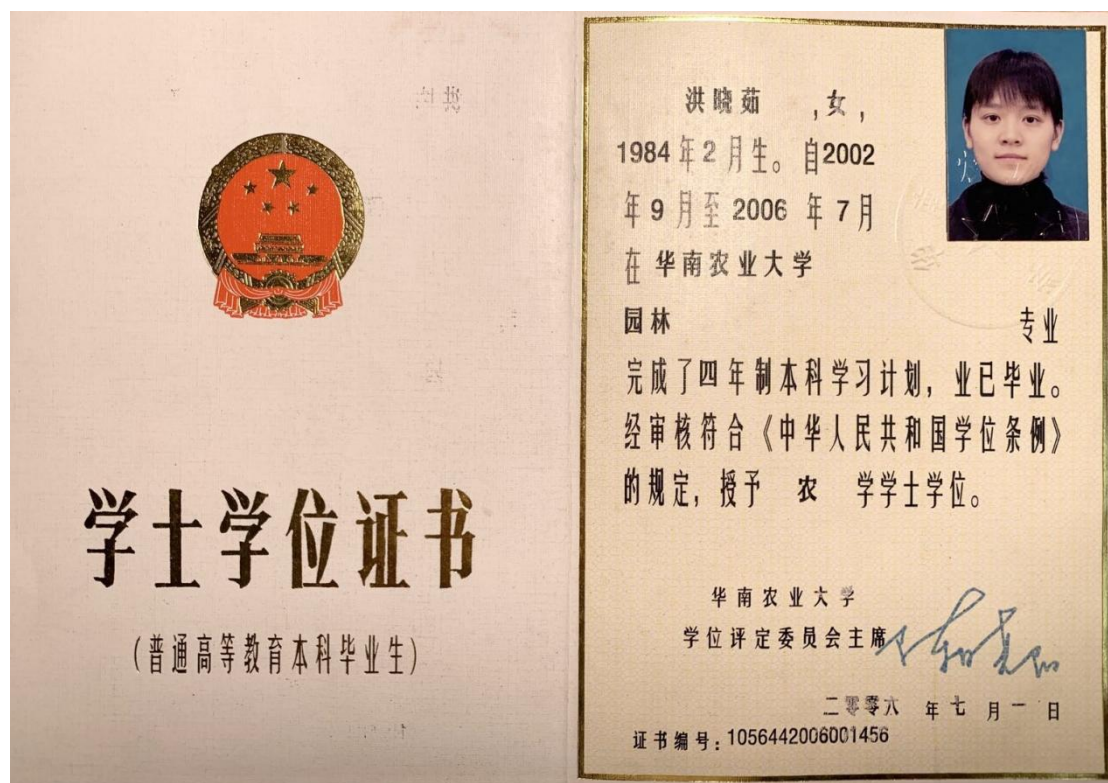 学士学位证书
(普通高等教育本科毕业生)
洪晓茹 ,女,
1984年2月生。自2002
年9月至2006年7月
在华南农业大学
园林 专业
完成了四年制本科学习计划,业已毕业。
经审核符合《中华人民共和国学位条例》
的规定,授予 农 学学士学位。
华南农业大学
学位评定委员会主席
二零零六年七月一日
证书编号:1056442006001456